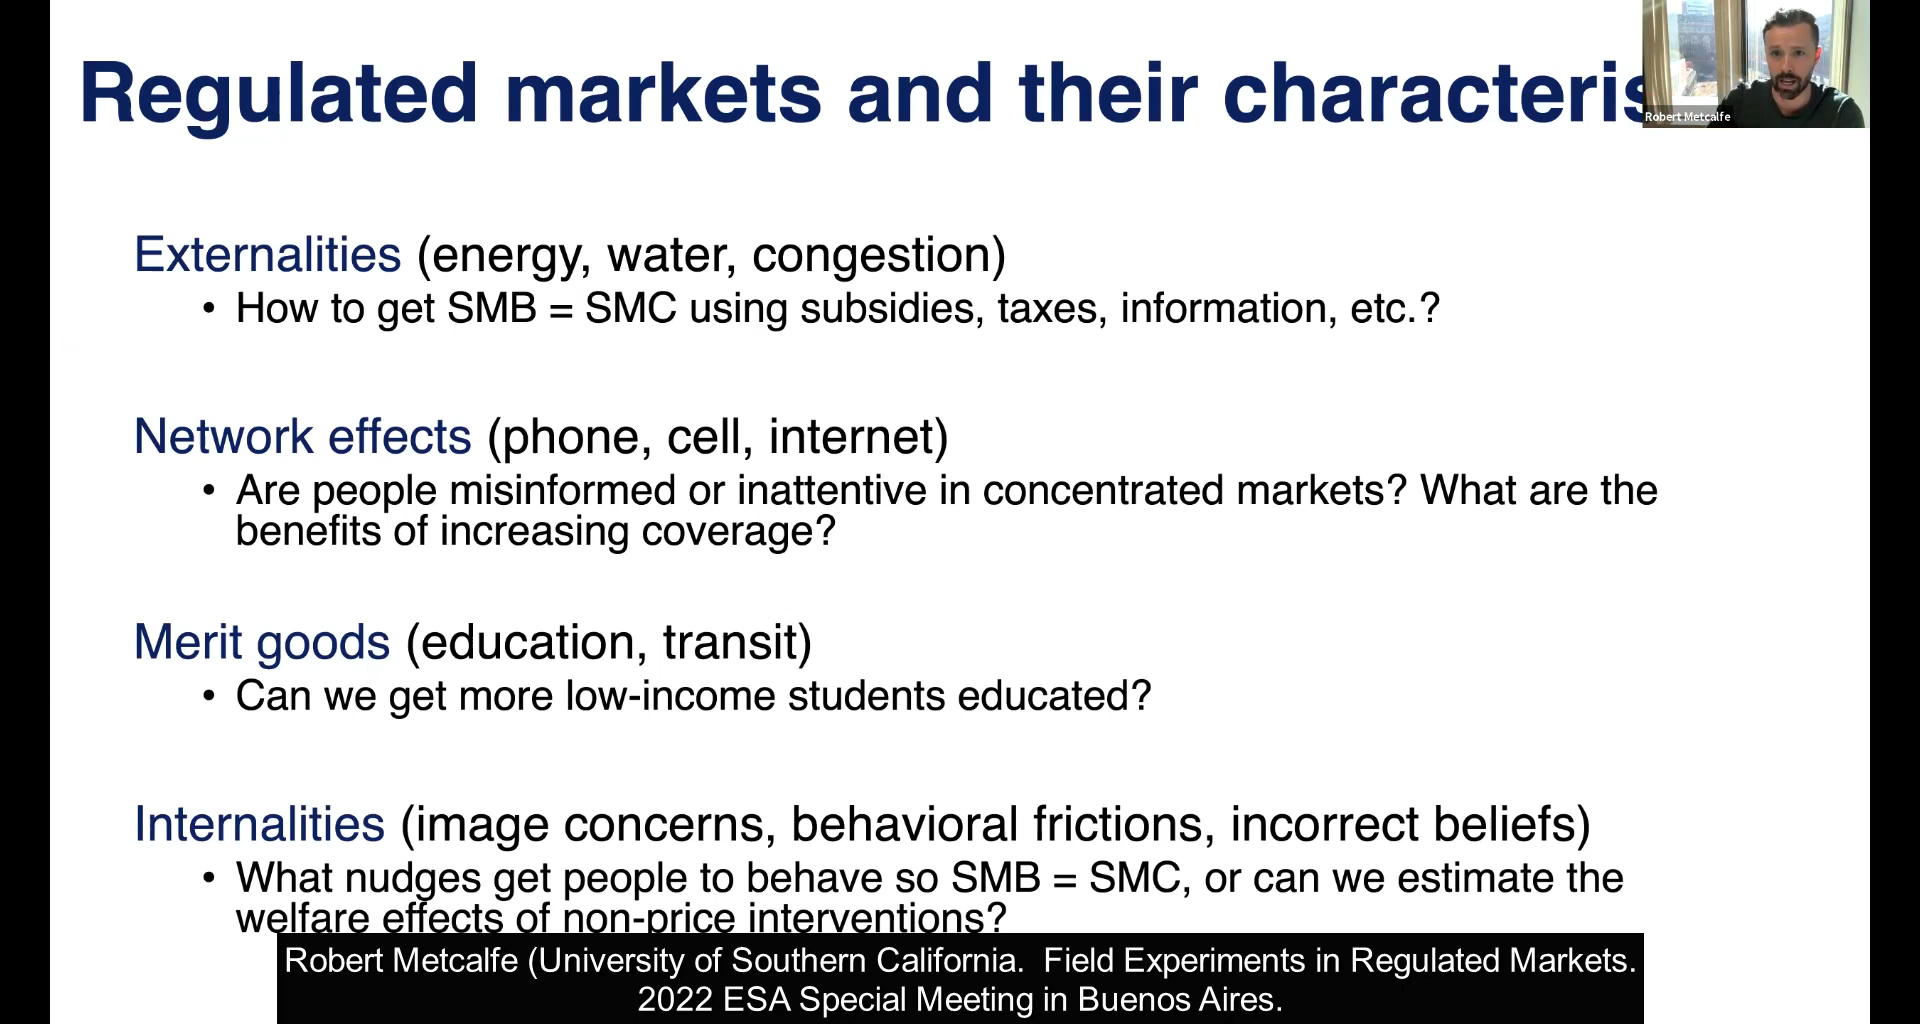 Regulated markets and their characteris
Robert Metcalfe
Externalities (energy, water, congestion)
• How to get SMB = SMC using subsidies, taxes, information, etc.?
Network effects (phone, cell, internet)
• Are people misinformed or inattentive in concentrated markets? What are the
benefits of increasing coverage?
Merit goods (education, transit)
• Can we get more low-income students educated?
Internalities (image concerns, behavioral frictions, incorrect beliefs)
• What nudges get people to behave so SMB = SMC, or can we estimate the
welfare effects of non-price interventions?
Robert Metcalfe (University of Southern California. Field Experiments in Regulated Markets.
2022 ESA Special Meeting in Buenos Aires.